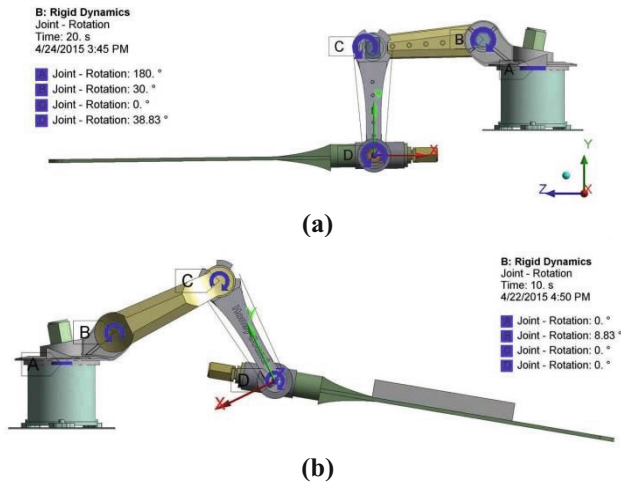 B: Rigid Dynamics
Joint - Rotation
Time: 20. s
4/24/2015 3:45 PM
A Joint - Rotation: 180. °
B Joint - Rotation: 30. °
C Joint - Rotation: 0. °
D Joint - Rotation: 38.83 °
C
B
A
D
X
Y
Z
X
(a)
B: Rigid Dynamics
Joint - Rotation
Time: 10. s
4/22/2015 4:50 PM
A Joint - Rotation: 0. °
B Joint - Rotation: 8.83 °
C Joint - Rotation: 0. °
D Joint - Rotation: 0. °
C
B
A
D
X
(b)